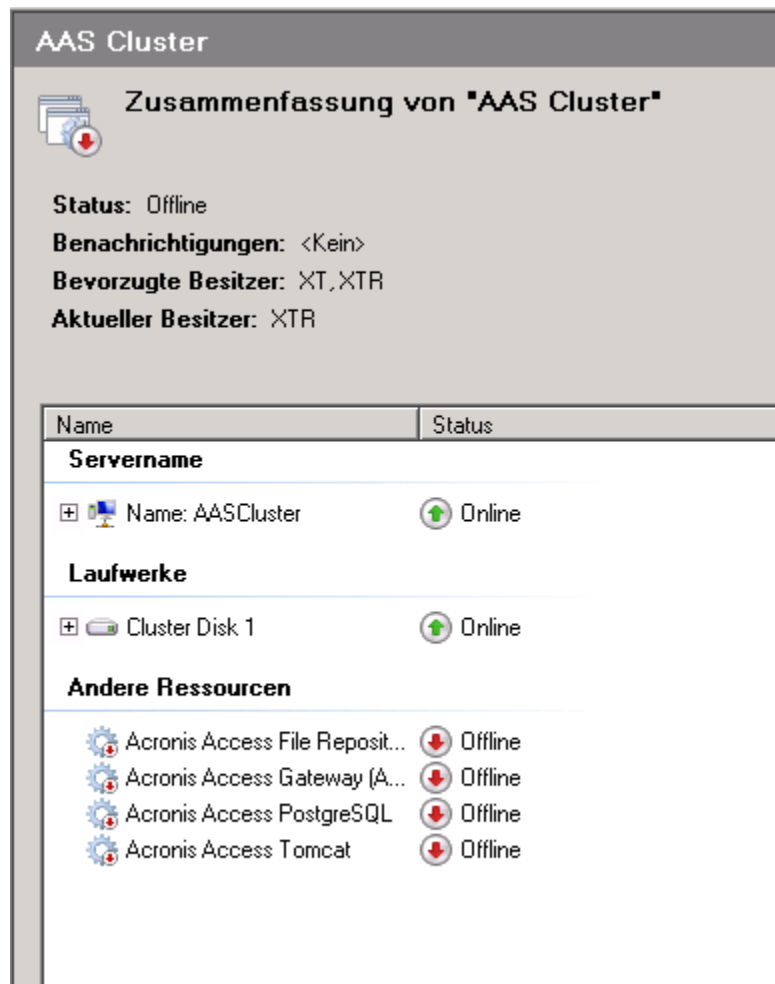 AAS Cluster
Zusammenfassung von "AAS Cluster"
Status: Offline
Benachrichtigungen: <Kein>
Bevorzugte Besitzer: XT, XTR
Aktueller Besitzer: XTR
Name Status
Servername
Name: AASCluster Online
Laufwerke
Cluster Disk 1 Online
Andere Ressourcen
Acronis Access File Reposit... Offline
Acronis Access Gateway (A... Offline
Acronis Access PostgreSQL Offline
Acronis Access Tomcat Offline